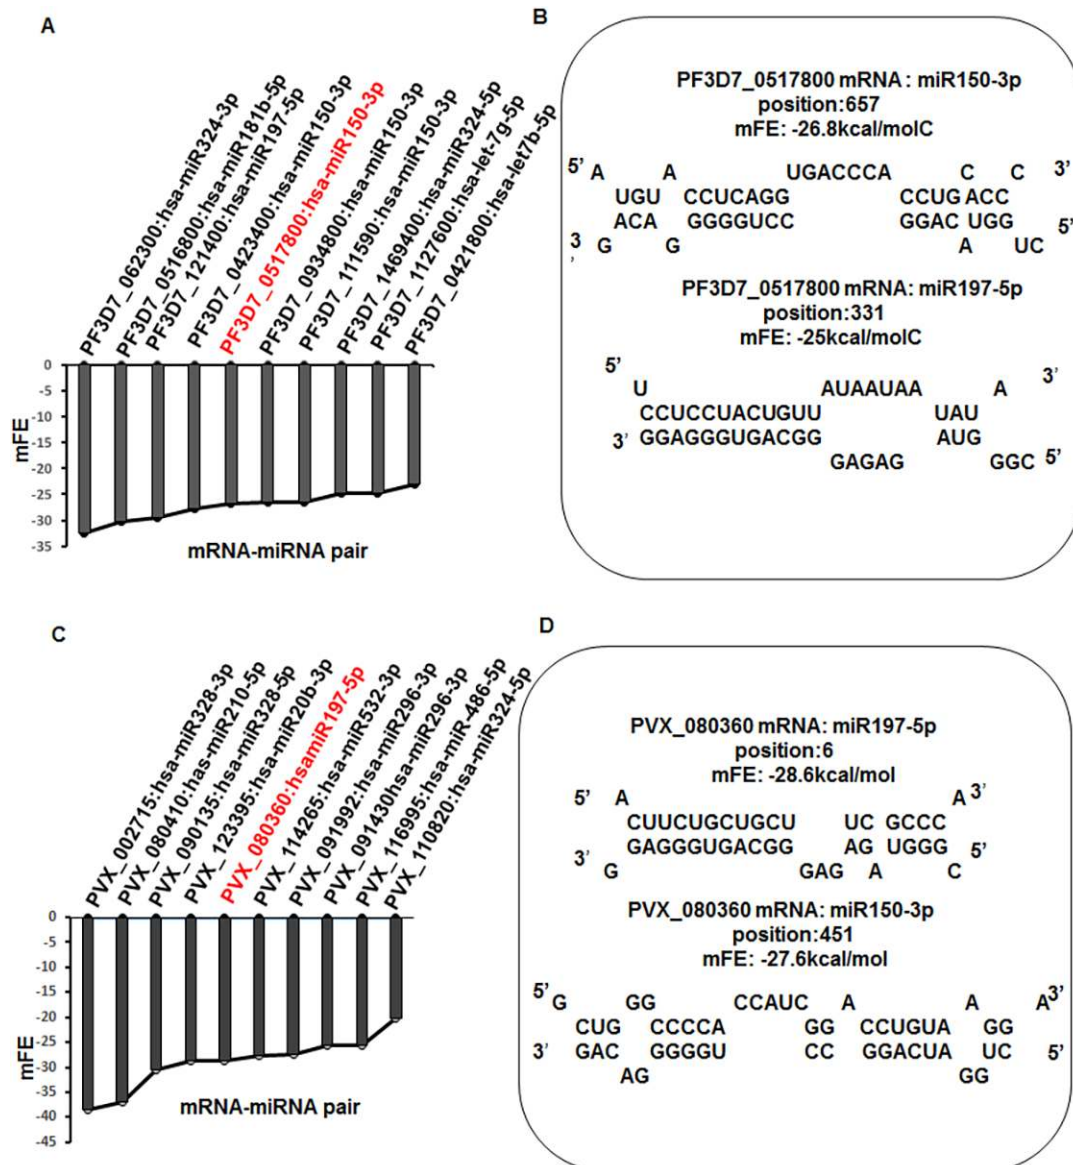 A
PF3D7_062300:hsa-miR324-3p
PF3D7_0516800:hsa-miR181b-5p
PF3D7_121400:hsa-miR197-5p
PF3D7_0423400:hsa-miR150-3p
PF3D7_0517800:hsa-miR150-3p
PF3D7_0934800:hsa-miR150-3p
PF3D7_111590:hsa-miR150-3p
PF3D7_1469400:hsa-miR324-5p
PF3D7_1127600:hsa-let-7g-5p
PF3D7_0421800:hsa-let7b-5p
mFE
0
-5
-10
-15
-20
-25
-30
-35
mRNA-miRNA pair
B
PF3D7_0517800 mRNA: miR150-3p
position:657
mFE: -26.8kcal/molC
5' A A UGACCCA C C 3'
UGU CCUCAGG CCUG ACC
ACA GGGGUCC GGAC UGG 5'
3' G G A UC
PF3D7_0517800 mRNA: miR197-5p
position:331
mFE: -25kcal/molC
5' U AUAAUAA A 3'
CCUCCUACUGUU UAU
3' GGAGGGUGACGG AUG
GAGAG GGC 5'
C
PVX_002715:hsa-miR328-3p
PVX_080410:has-miR210-5p
PVX_090135:hsa-miR328-5p
PVX_123395:hsa-miR20b-3p
PVX_080360:hsamiR197-5p
PVX_114265:hsa-miR532-3p
PVX_091992:hsa-miR296-3p
PVX_091430hsa-miR296-3p
PVX_116995:hsa-miR-486-5p
PVX_110820:hsa-miR324-5p
mFE
0
-5
-10
-15
-20
-25
-30
-35
-40
-45
mRNA-miRNA pair
D
PVX_080360 mRNA: miR197-5p
position:6
mFE: -28.6kcal/mol
5' A A 3'
CUUCUGCUGCU UC GCCC
3' GAGGGUGACGG AG UGGG 5'
G GAG A C
PVX_080360 mRNA: miR150-3p
position:451
mFE: -27.6kcal/mol
5' G GG CCAUC A A A 3'
CUG CCCCA GG CCUGUA GG
3' GAC GGGGU CC GGACUA UC 5'
AG GG